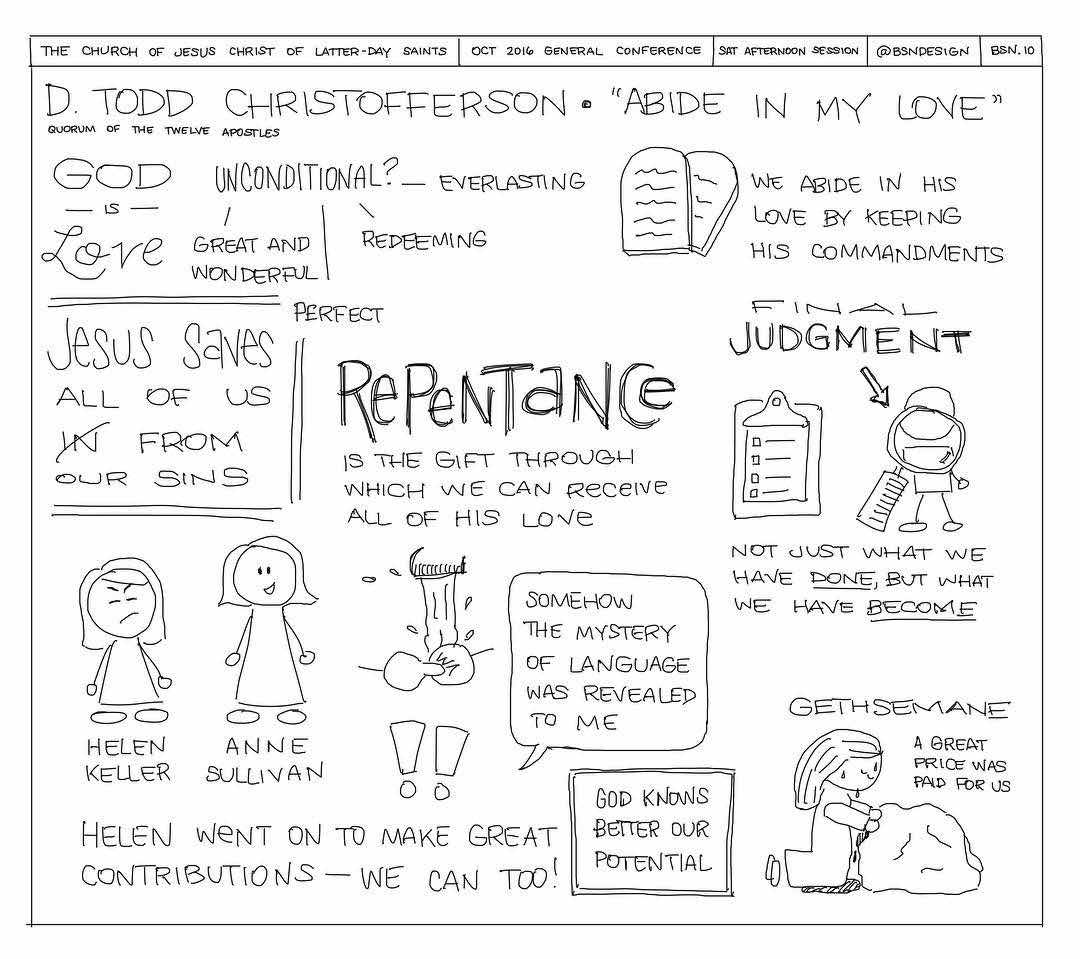 THE CHURCH OF JESUS CHRIST OF LATTER-DAY SAINTS
OCT 2016 GENERAL CONFERENCE
SAT AFTERNOON SESSION
@BSNDESIGN
BSN.10
D. TODD CHRISTOFFERSON • "ABIDE IN MY LOVE"
QUORUM OF THE TWELVE APOSTLES
GOD
— IS —
Love
UNCONDITIONAL? — EVERLASTING
GREAT AND
WONDERFUL
REDEEMING
PERFECT
WE ABIDE IN HIS
LOVE BY KEEPING
HIS COMMANDMENTS
JESUS SAVES
ALL OF US
IN FROM
OUR SINS
REPENTANCE
IS THE GIFT THROUGH
WHICH WE CAN RECEIVE
ALL OF HIS LOVE
FINAL
JUDGMENT
NOT JUST WHAT WE
HAVE DONE, BUT WHAT
WE HAVE BECOME
HELEN
KELLER
ANNE
SULLIVAN
!!
SOMEHOW
THE MYSTERY
OF LANGUAGE
WAS REVEALED
TO ME
HELEN WENT ON TO MAKE GREAT
CONTRIBUTIONS — WE CAN TOO!
GOD KNOWS
BETTER OUR
POTENTIAL
GETHSEMANE
A GREAT
PRICE WAS
PAID FOR US